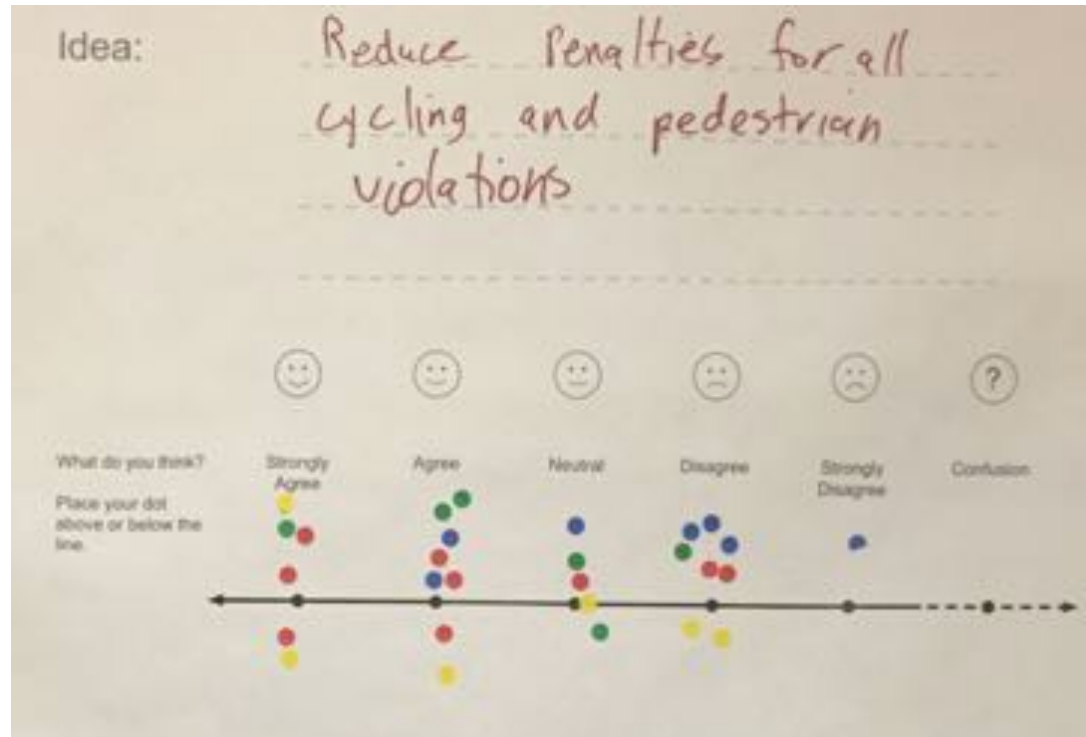 Idea: Reduce Penalties for all
cycling and pedestrian
violations
?
What do you think? Strongly Agree Agree Neutral Disagree Strongly Disagree Confusion
Place your dot
above or below the
line.